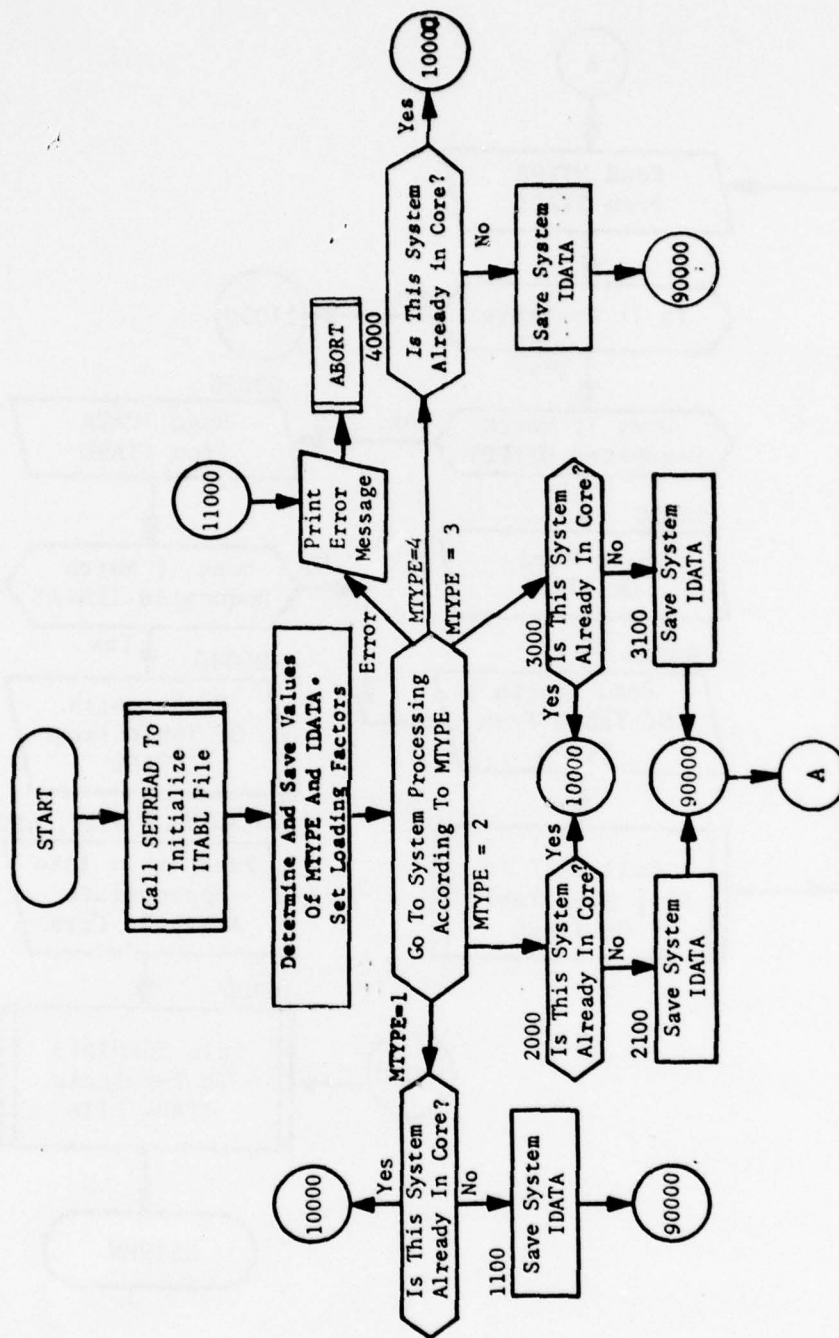 START
Call SETREAD To
Initialize
ITABL File
Determine And Save Values
Of MTYPE And IDATA.
Set Loading Factors
Go To System Processing
According To MTYPE
Error
11000
Print
Error
Message
ABORT
MTYPE=1
Is This System
Already In Core?
Yes
10000
No
1100
Save System
IDATA
90000
MTYPE = 2
2000
Is This System
Already In Core?
Yes
10000
No
2100
Save System
IDATA
90000
A
MTYPE = 3
3000
Is This System
Already In Core?
Yes
No
3100
Save System
IDATA
MTYPE=4
4000
Is This System
Already in Core?
Yes
10000
No
Save System
IDATA
90000